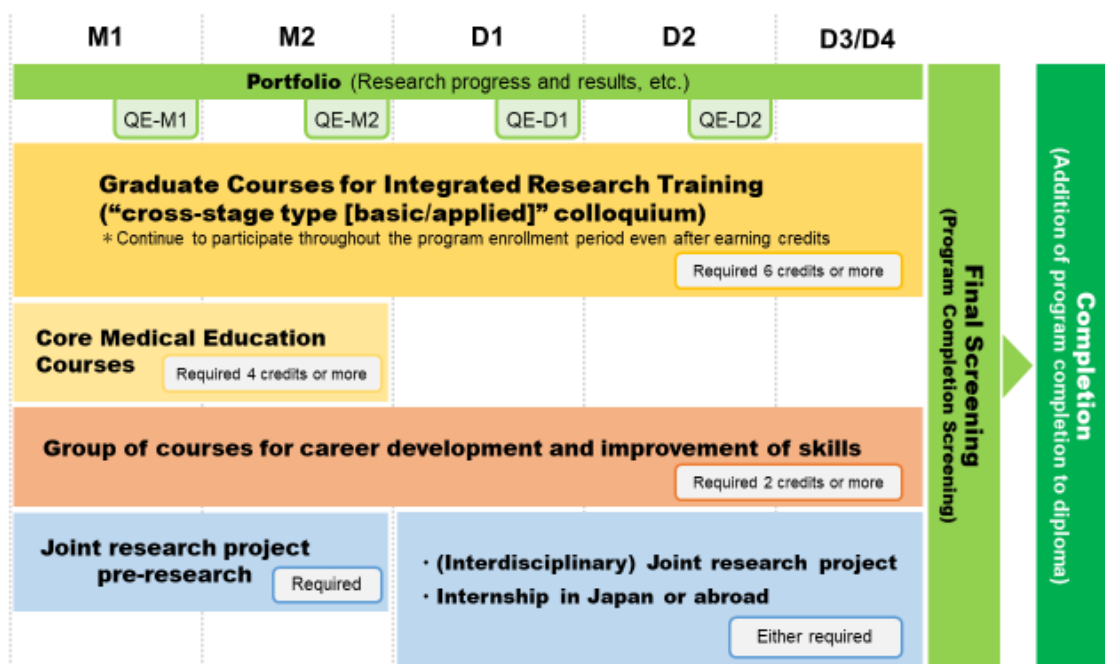 M1
M2
D1
D2
D3/D4
Portfolio (Research progress and results, etc.)
QE-M1
QE-M2
QE-D1
QE-D2
Graduate Courses for Integrated Research Training
(“cross-stage type [basic/applied]” colloquium)
＊Continue to participate throughout the program enrollment period even after earning credits
Required 6 credits or more
Core Medical Education
Courses
Required 4 credits or more
Group of courses for career development and improvement of skills
Required 2 credits or more
Joint research project
pre-research
Required
・(Interdisciplinary) Joint research project
・Internship in Japan or abroad
Either required
Final Screening
(Program Completion Screening)
Completion
(Addition of program completion to diploma)